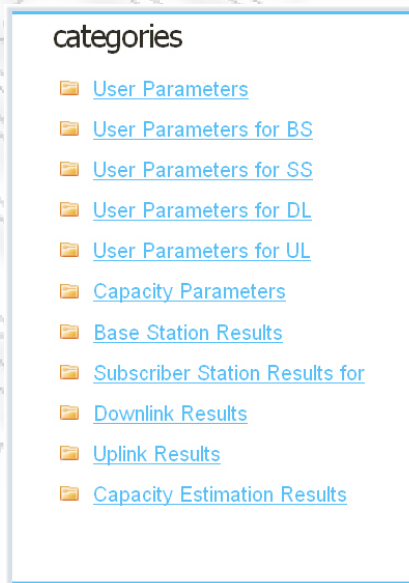 categories
User Parameters
User Parameters for BS
User Parameters for SS
User Parameters for DL
User Parameters for UL
Capacity Parameters
Base Station Results
Subscriber Station Results for
Downlink Results
Uplink Results
Capacity Estimation Results